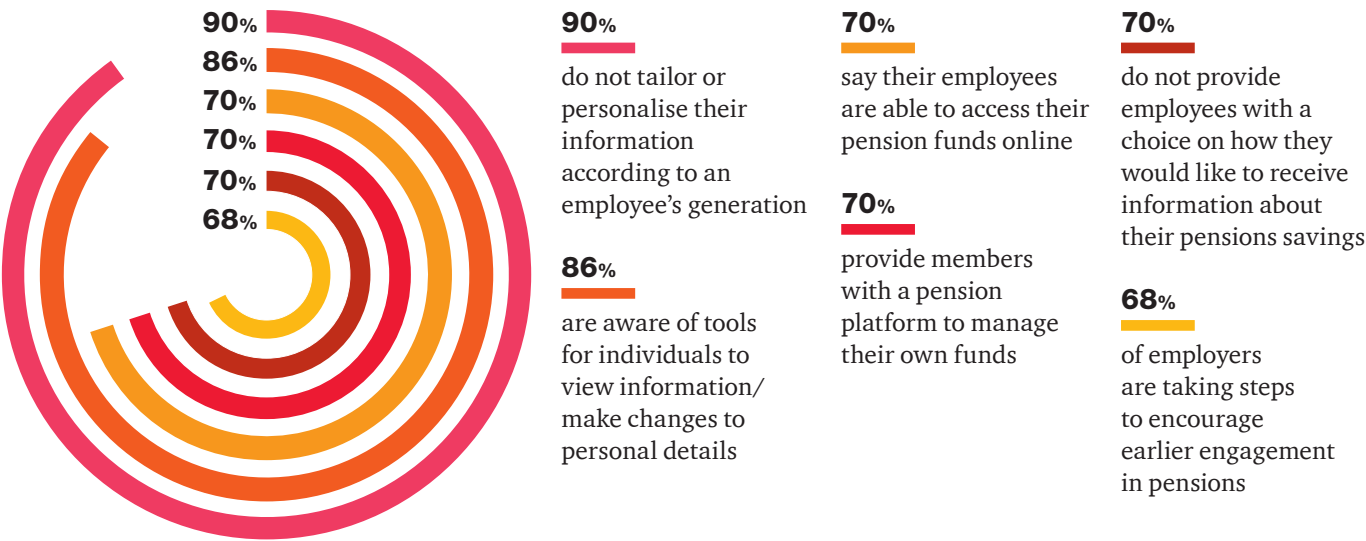 90%
86%
70%
70%
70%
68%
90%
do not tailor or
personalise their
information
according to an
employee’s generation
86%
are aware of tools
for individuals to
view information/
make changes to
personal details
70%
say their employees
are able to access their
pension funds online
70%
provide members
with a pension
platform to manage
their own funds
70%
do not provide
employees with a
choice on how they
would like to receive
information about
their pensions savings
68%
of employers
are taking steps
to encourage
earlier engagement
in pensions